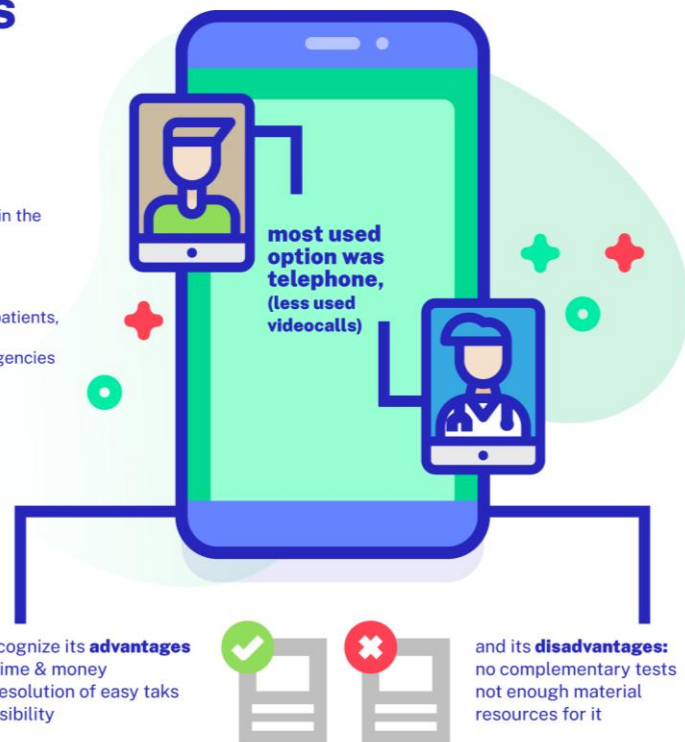 s
in the
patients,
gencies
most used
option was
telephone,
(less used
videocalls)
cognize its advantages
ime & money
esolution of easy taks
sibility
and its disadvantages:
no complementary tests
not enough material
resources for it